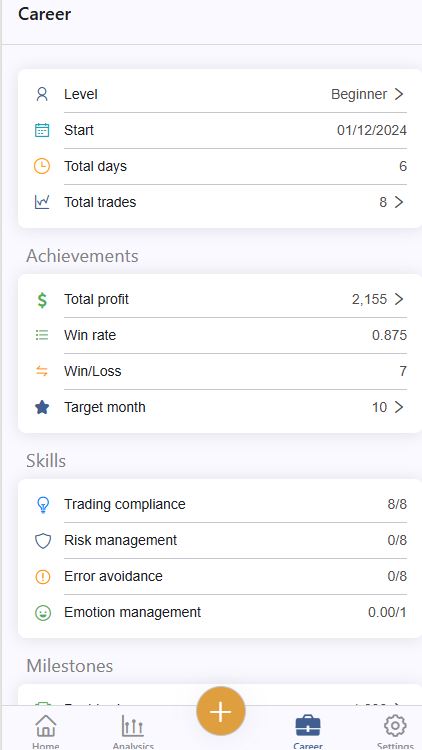 Career
Level Beginner
Start 01/12/2024
Total days 6
Total trades 8
Achievements
Total profit 2,155
Win rate 0.875
Win/Loss 7
Target month 10
Skills
Trading compliance 8/8
Risk management 0/8
Error avoidance 0/8
Emotion management 0.00/1
Milestones
Home Analysics Career Settings